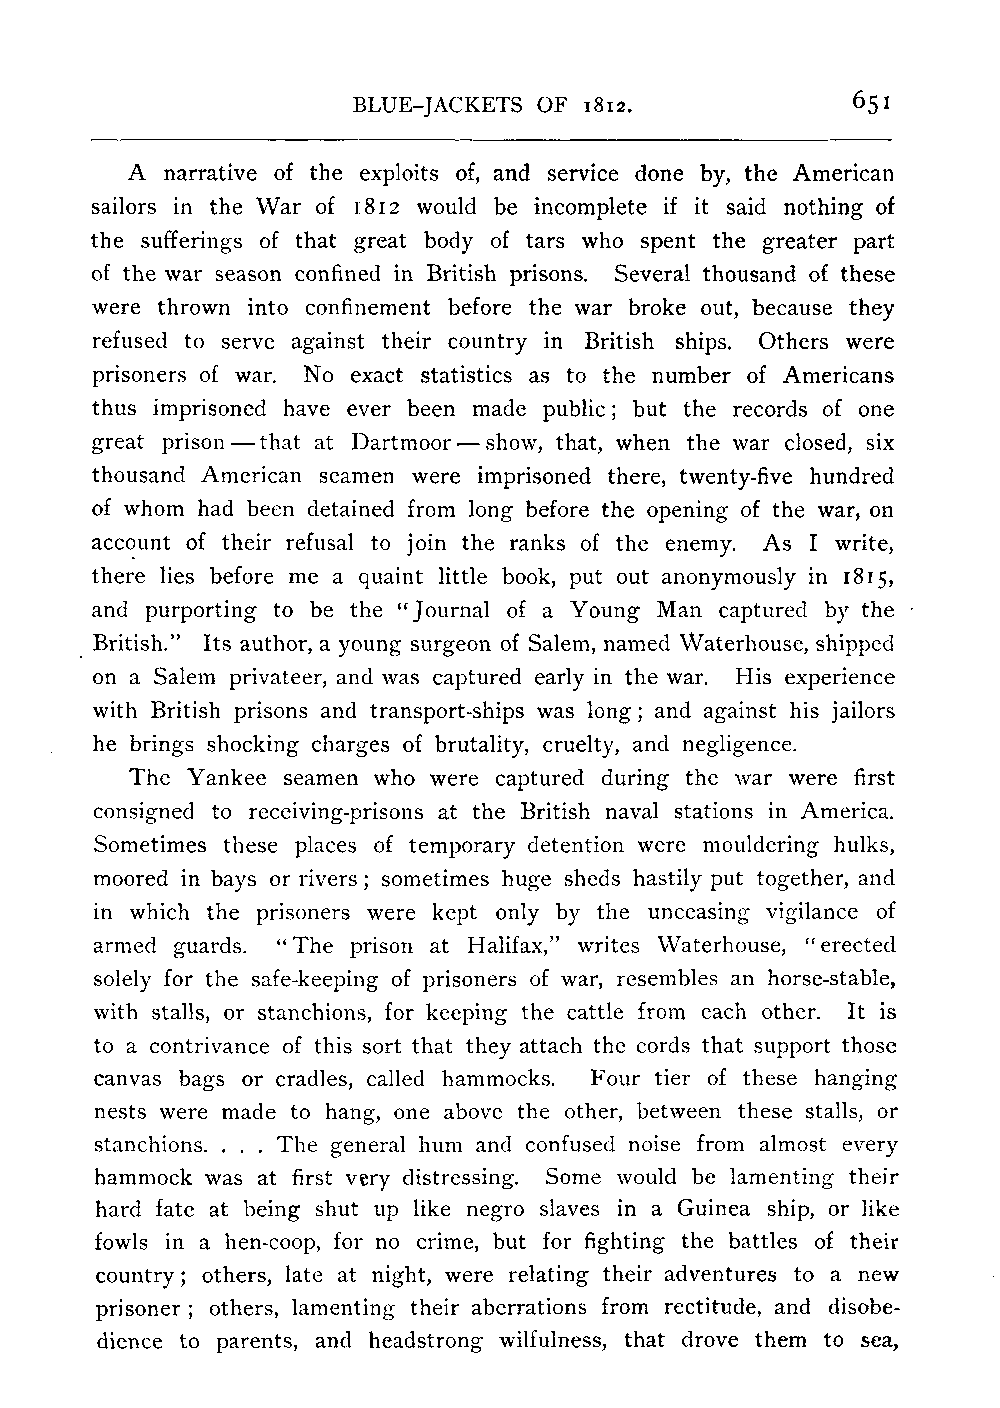 BLUE-JACKETS OF 1812. 651
A narrative of the exploits of, and service done by, the American
sailors in the War of 1812 would be incomplete if it said nothing of
the sufferings of that great body of tars who spent the greater part
of the war season confined in British prisons. Several thousand of these
were thrown into confinement before the war broke out, because they
refused to serve against their country in British ships. Others were
prisoners of war. No exact statistics as to the number of Americans
thus imprisoned have ever been made public; but the records of one
great prison — that at Dartmoor — show, that, when the war closed, six
thousand American seamen were imprisoned there, twenty-five hundred
of whom had been detained from long before the opening of the war, on
account of their refusal to join the ranks of the enemy. As I write,
there lies before me a quaint little book, put out anonymously in 1815,
and purporting to be the "Journal of a Young Man captured by the
British." Its author, a young surgeon of Salem, named Waterhouse, shipped
on a Salem privateer, and was captured early in the war. His experience
with British prisons and transport-ships was long; and against his jailors
he brings shocking charges of brutality, cruelty, and negligence.
The Yankee seamen who were captured during the war were first
consigned to receiving-prisons at the British naval stations in America.
Sometimes these places of temporary detention were mouldering hulks,
moored in bays or rivers; sometimes huge sheds hastily put together, and
in which the prisoners were kept only by the unceasing vigilance of
armed guards. "The prison at Halifax," writes Waterhouse, "erected
solely for the safe-keeping of prisoners of war, resembles an horse-stable,
with stalls, or stanchions, for keeping the cattle from each other. It is
to a contrivance of this sort that they attach the cords that support those
canvas bags or cradles, called hammocks. Four tier of these hanging
nests were made to hang, one above the other, between these stalls, or
stanchions. . . . The general hum and confused noise from almost every
hammock was at first very distressing. Some would be lamenting their
hard fate at being shut up like negro slaves in a Guinea ship, or like
fowls in a hen-coop, for no crime, but for fighting the battles of their
country; others, late at night, were relating their adventures to a new
prisoner; others, lamenting their aberrations from rectitude, and disobe-
dience to parents, and headstrong wilfulness, that drove them to sea,